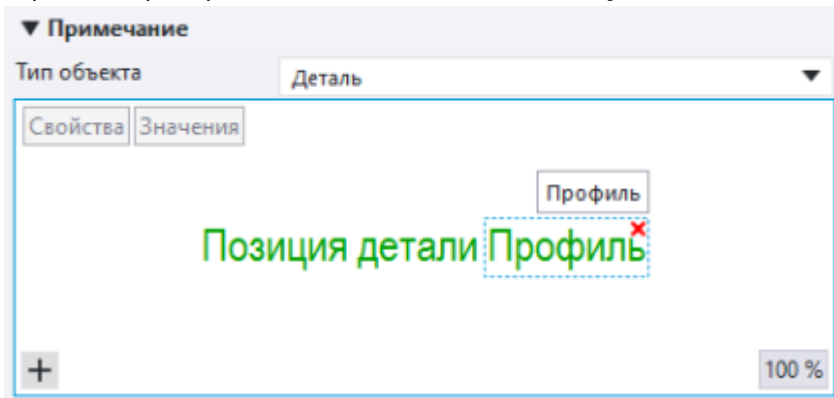 Примечание
Тип объекта Деталь
Свойства Значения
Профиль
Позиция детали Профиль
100 %